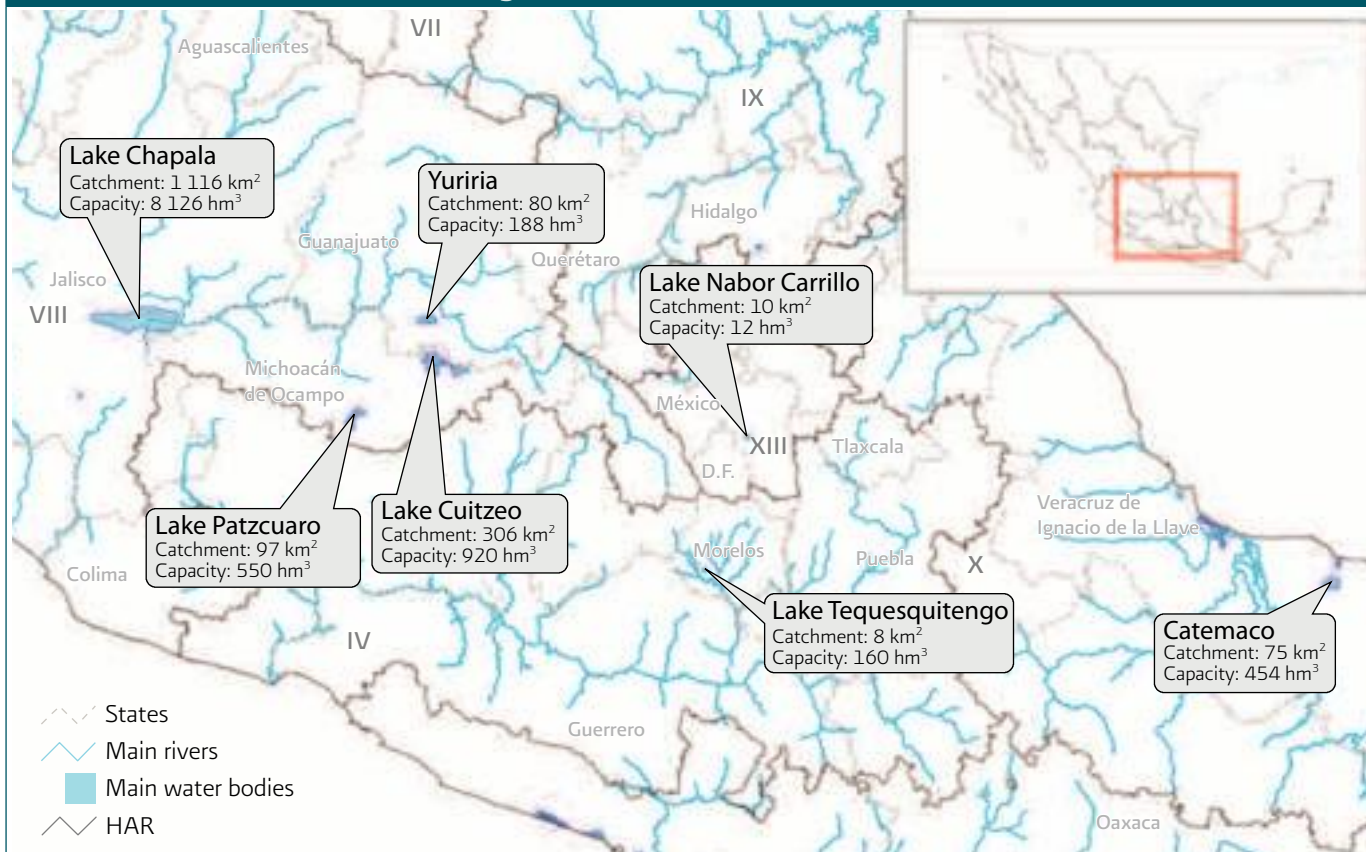 VII
Aguascalientes
IX
Lake Chapala
Catchment: 1 116 km²
Capacity: 8 126 hm³
Yuriria
Catchment: 80 km²
Capacity: 188 hm³
Hidalgo
Guanajuato
Querétaro
Jalisco
Lake Nabor Carrillo
Catchment: 10 km²
Capacity: 12 hm³
VIII
Michoacán
de Ocampo
México
XIII
Tlaxcala
D.F.
Lake Patzcuaro
Catchment: 97 km²
Capacity: 550 hm³
Lake Cuitzeo
Catchment: 306 km²
Capacity: 920 hm³
Veracruz de
Ignacio de la Llave
Morelos
Puebla
X
Colima
Lake Tequesquitengo
Catchment: 8 km²
Capacity: 160 hm³
Catemaco
Catchment: 75 km²
Capacity: 454 hm³
IV
Guerrero
Oaxaca
States
Main rivers
Main water bodies
HAR